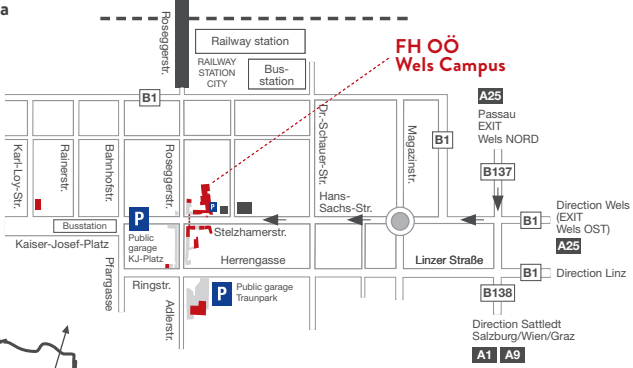 a
Roseggerstr.
Railway station
RAILWAY
STATION
CITY
Bus-
station
FH OÖ
Wels Campus
B1
A25
Passau
EXIT
Wels NORD
B1
B137
Karl-Loy-Str.
Rainerstr.
Bahnhofstr.
Roseggerstr.
Dr.-Schauer-Str.
Magazinstr.
Hans-
Sachs-Str.
P
P
Busstation
Stelzhamerstr.
B1
Direction Wels
(EXIT
Wels OST)
A25
Kaiser-Josef-Platz
Public
garage
KJ-Platz
Herrengasse
Linzer Straße
Pfarrgasse
B1
Direction Linz
Ringstr.
Adlerstr.
P
Public garage
Traunpark
B138
Direction Sattledt
Salzburg/Wien/Graz
A1
A9